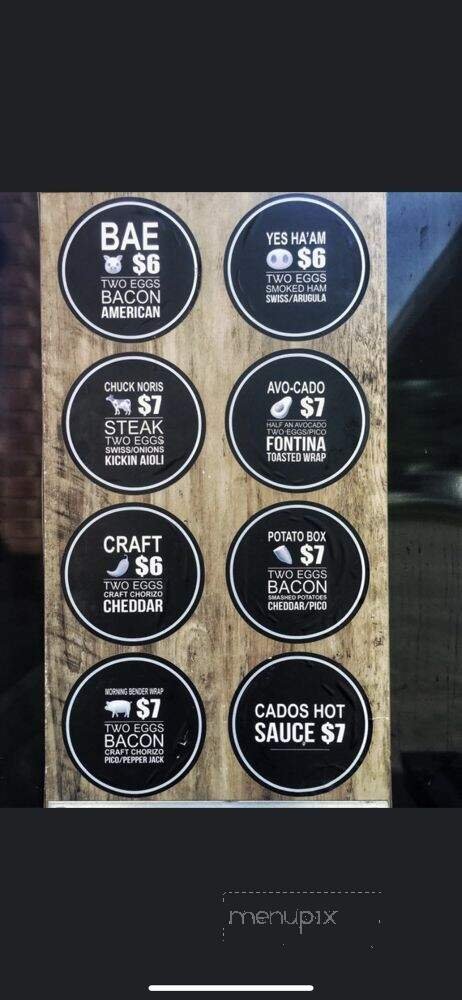 BAE
$6
TWO EGGS
BACON
AMERICAN
YES HA'AM
$6
TWO EGGS
SMOKED HAM
SWISS/ARUGULA
CHUCK NORIS
$7
STEAK
TWO EGGS
SWISS/ONIONS
KICKIN AIOLI
AVO-CADO
$7
HALF AN AVOCADO
TWO EGGS/PICO
FONTINA
TOASTED WRAP
CRAFT
$6
TWO EGGS
CRAFT CHORIZO
CHEDDAR
POTATO BOX
$7
TWO EGGS
BACON
SMASHED POTATOES
CHEDDAR/PICO
MORNING BENDER WRAP
$7
TWO EGGS
BACON
CRAFT CHORIZO
PICO/PEPPER JACK
CADOS HOT
SAUCE $7
menupix